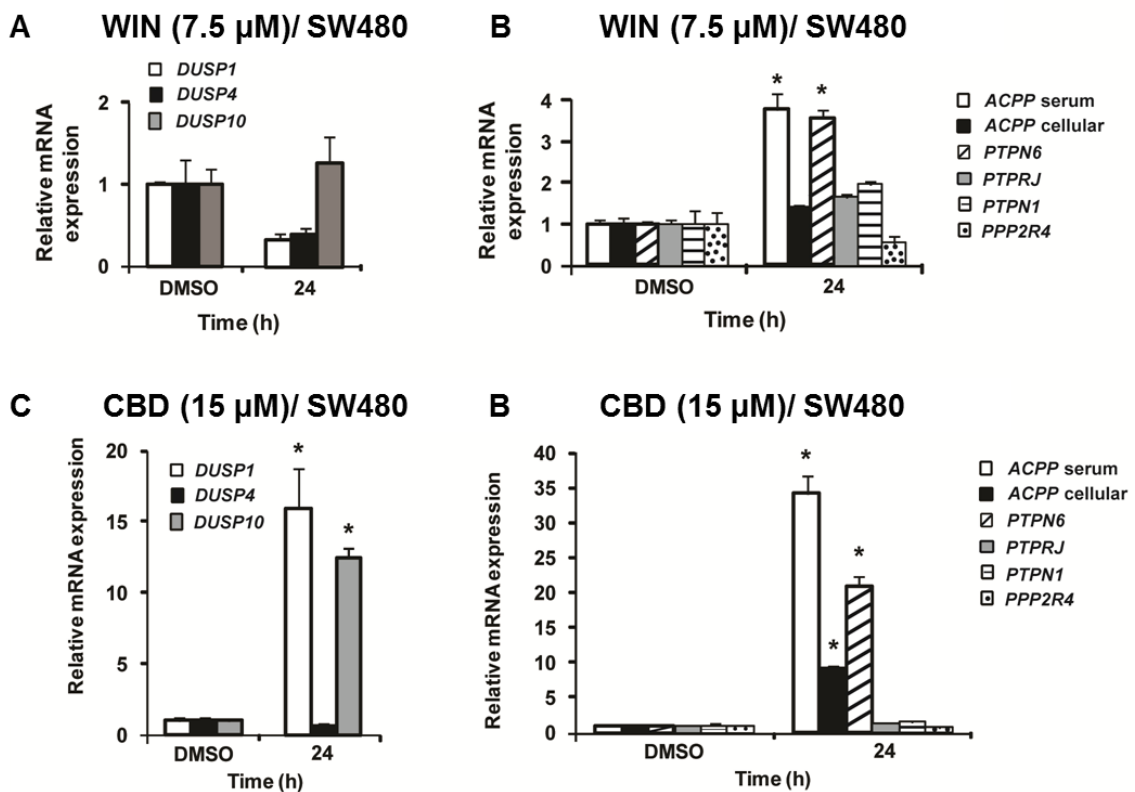 A WIN (7.5 µM)/ SW480
DUSP1
DUSP4
DUSP10
Relative mRNA
expression
2
1
0
DMSO 24
Time (h)
B WIN (7.5 µM)/ SW480
* *
ACPP serum
ACPP cellular
PTPN6
PTPRJ
PTPN1
PPP2R4
Relative mRNA
expression
4
3
2
1
0
DMSO 24
Time (h)
C CBD (15 µM)/ SW480
DUSP1
DUSP4
DUSP10
* *
Relative mRNA expression
20
15
10
5
0
DMSO 24
Time (h)
B CBD (15 µM)/ SW480
* * *
ACPP serum
ACPP cellular
PTPN6
PTPRJ
PTPN1
PPP2R4
Relative mRNA expression
40
35
30
25
20
15
10
5
0
DMSO 24
Time (h)